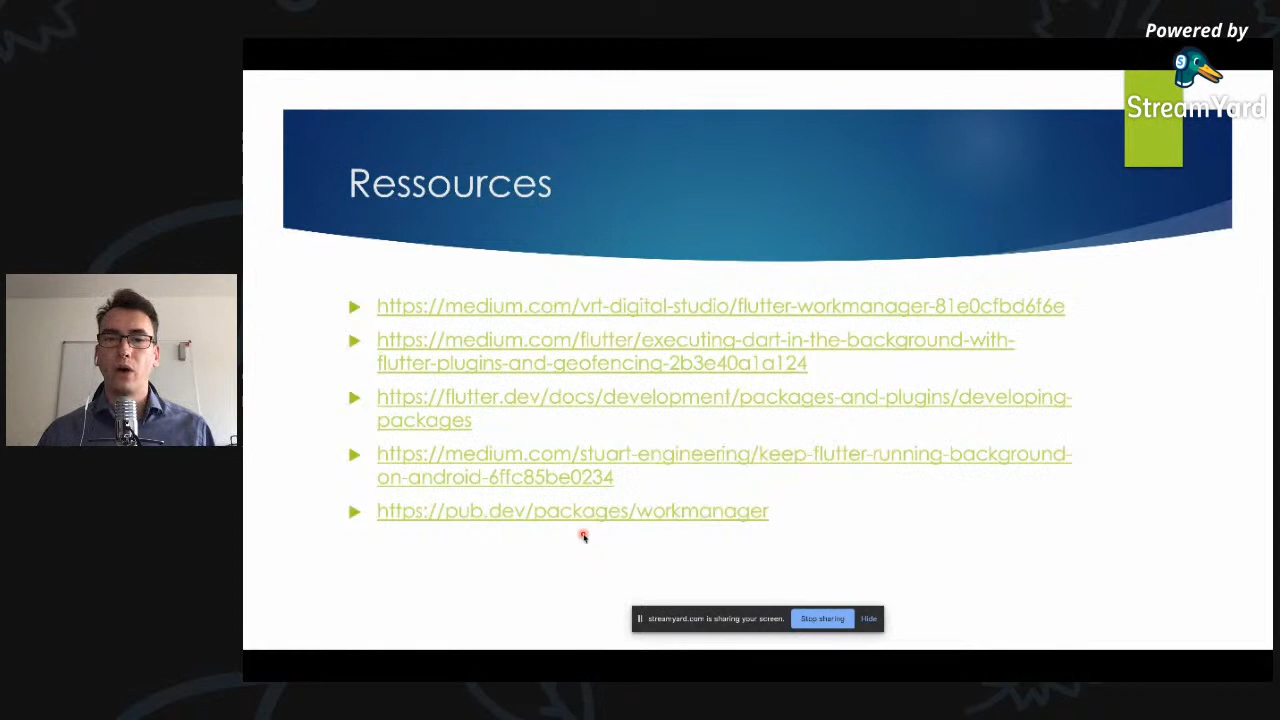 Powered by
StreamYard
Ressources
https://medium.com/vrt-digital-studio/flutter-workmanager-81e0cfbd6f6e
https://medium.com/flutter/executing-dart-in-the-background-with-
flutter-plugins-and-geofencing-2b3e40a1a124
https://flutter.dev/docs/development/packages-and-plugins/developing-
packages
https://medium.com/stuart-engineering/keep-flutter-running-background-
on-android-6ffc85be0234
https://pub.dev/packages/workmanager
streamyard.com is sharing your screen. Stop sharing Hide